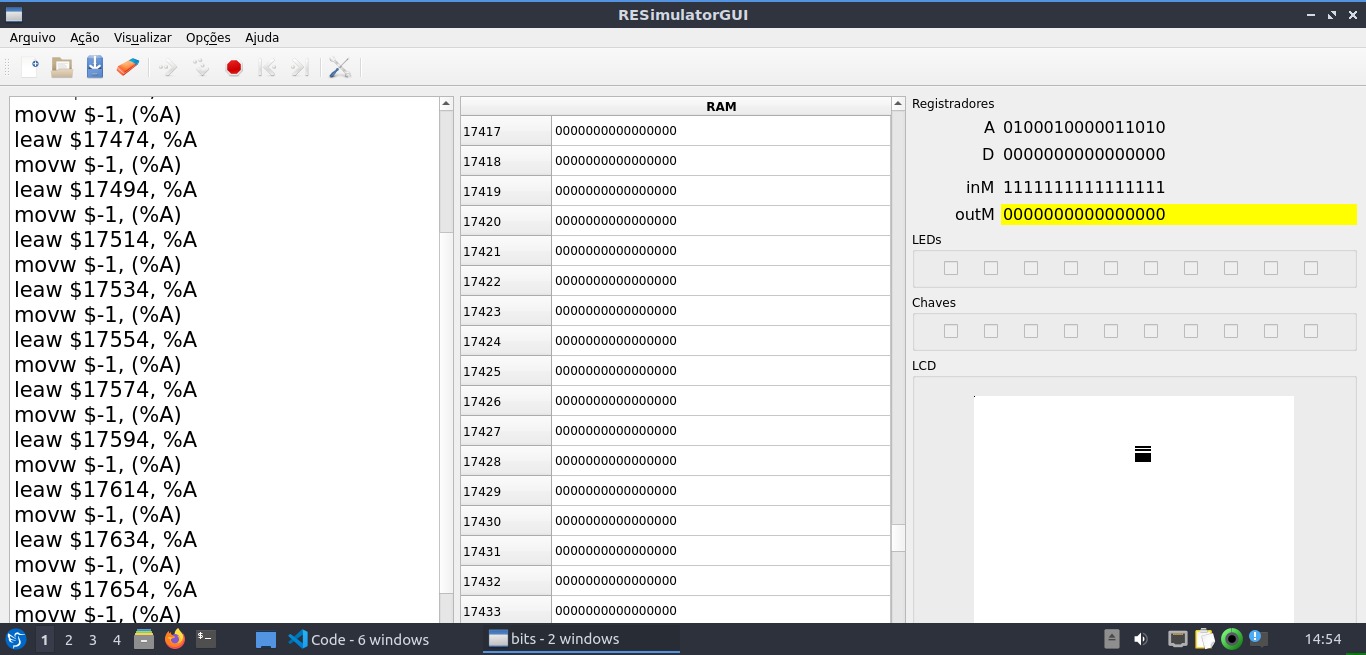 RESimulatorGUI
Arquivo Ação Visualizar Opções Ajuda
movw $-1, (%A)
leaw $17474, %A
movw $-1, (%A)
leaw $17494, %A
movw $-1, (%A)
leaw $17514, %A
movw $-1, (%A)
leaw $17534, %A
movw $-1, (%A)
leaw $17554, %A
movw $-1, (%A)
leaw $17574, %A
movw $-1, (%A)
leaw $17594, %A
movw $-1, (%A)
leaw $17614, %A
movw $-1, (%A)
leaw $17634, %A
movw $-1, (%A)
leaw $17654, %A
movw $-1, (%A)
RAM
17417 0000000000000000
17418 0000000000000000
17419 0000000000000000
17420 0000000000000000
17421 0000000000000000
17422 0000000000000000
17423 0000000000000000
17424 0000000000000000
17425 0000000000000000
17426 0000000000000000
17427 0000000000000000
17428 0000000000000000
17429 0000000000000000
17430 0000000000000000
17431 0000000000000000
17432 0000000000000000
17433 0000000000000000
Registradores
A 0100010000011010
D 0000000000000000
inM 1111111111111111
outM 0000000000000000
LEDs
Chaves
LCD
1 2 3 4 Code - 6 windows bits - 2 windows 14:54